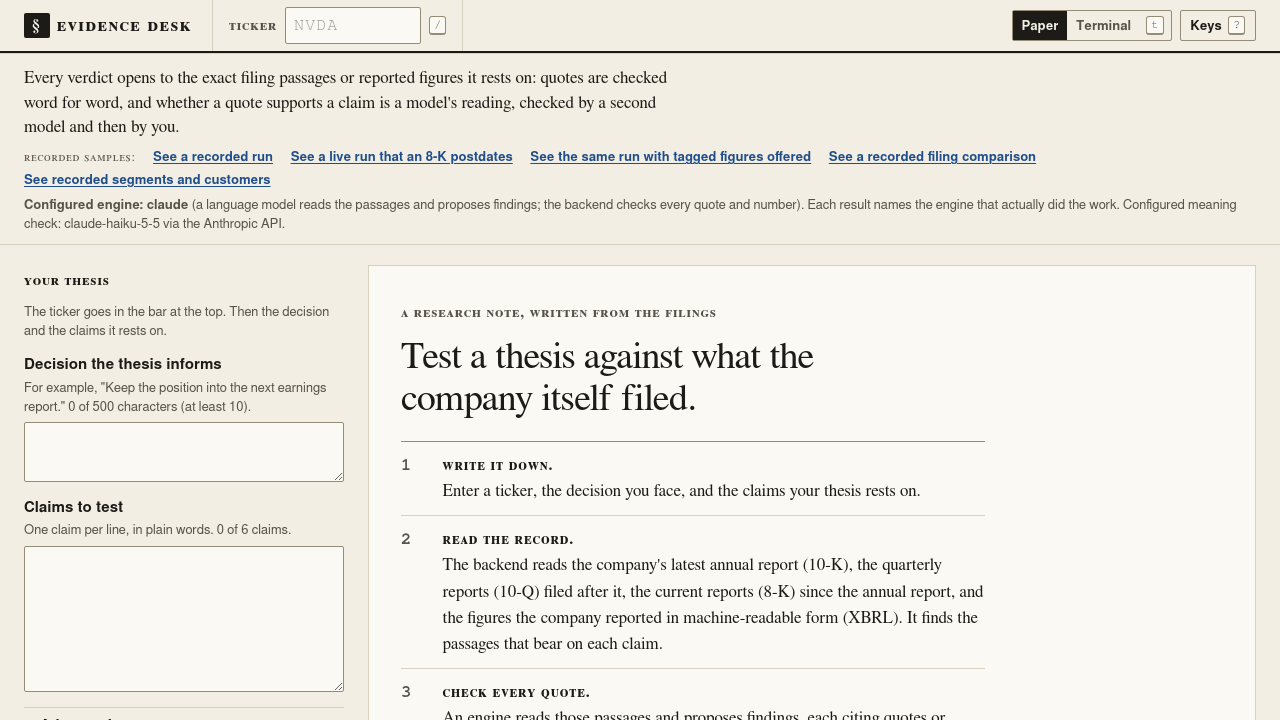 § EVIDENCE DESK
TICKER NVDA /
Paper Terminal t Keys ?
Every verdict opens to the exact filing passages or reported figures it rests on: quotes are checked
word for word, and whether a quote supports a claim is a model's reading, checked by a second
model and then by you.
RECORDED SAMPLES: See a recorded run See a live run that an 8-K postdates See the same run with tagged figures offered See a recorded filing comparison
See recorded segments and customers
Configured engine: claude (a language model reads the passages and proposes findings; the backend checks every quote and number). Each result names the engine that actually did the work. Configured meaning
check: claude-haiku-5-5 via the Anthropic API.
YOUR THESIS
The ticker goes in the bar at the top. Then the decision
and the claims it rests on.
Decision the thesis informs
For example, "Keep the position into the next earnings
report." 0 of 500 characters (at least 10).
Claims to test
One claim per line, in plain words. 0 of 6 claims.
A RESEARCH NOTE, WRITTEN FROM THE FILINGS
Test a thesis against what the
company itself filed.
1 WRITE IT DOWN.
Enter a ticker, the decision you face, and the claims your thesis rests on.
2 READ THE RECORD.
The backend reads the company's latest annual report (10-K), the quarterly
reports (10-Q) filed after it, the current reports (8-K) since the annual report, and
the figures the company reported in machine-readable form (XBRL). It finds the
passages that bear on each claim.
3 CHECK EVERY QUOTE.
An engine reads those passages and proposes findings, each citing quotes or